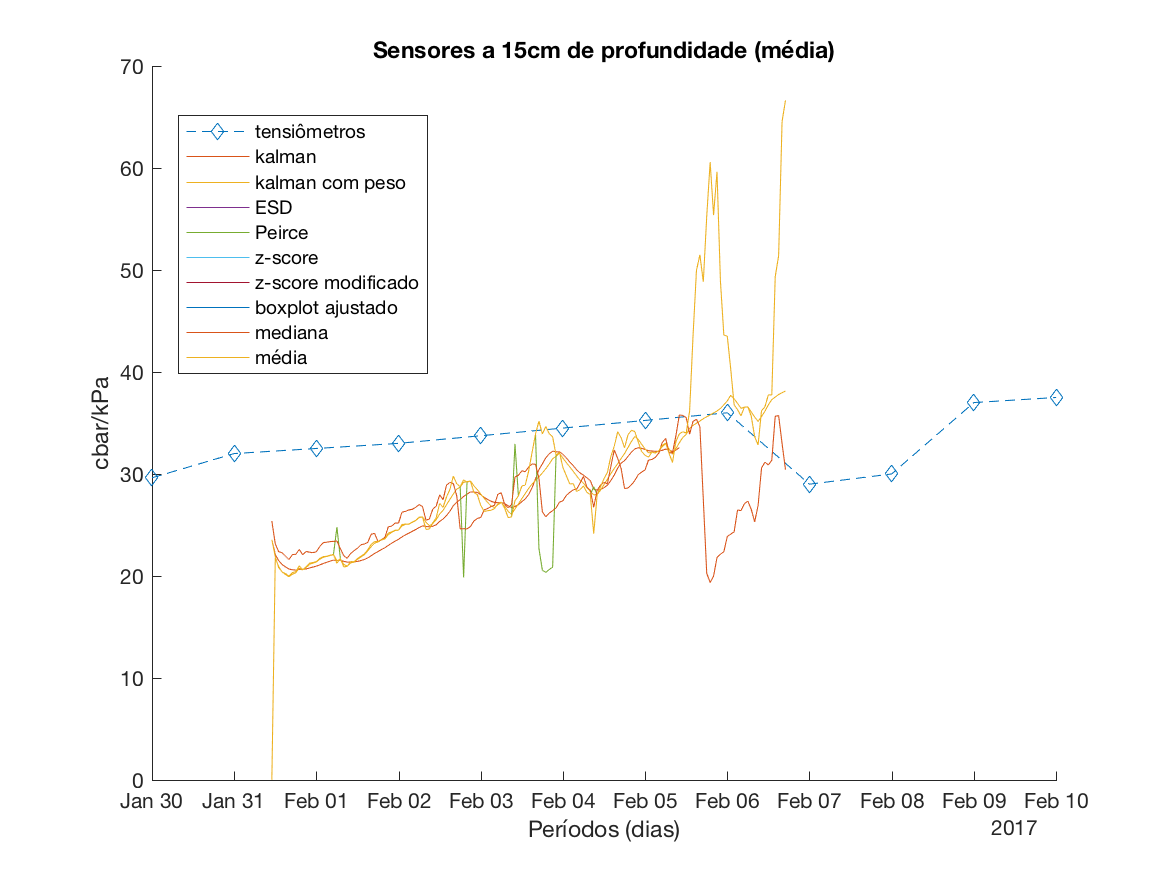 Sensores a 15cm de profundidade (média)
70
60
50
40
30
20
10
0
cbar/kPa
tensiômetros
kalman
kalman com peso
ESD
Peirce
z-score
z-score modificado
boxplot ajustado
mediana
média
Jan 30 Jan 31 Feb 01 Feb 02 Feb 03 Feb 04 Feb 05 Feb 06 Feb 07 Feb 08 Feb 09 Feb 10
Períodos (dias)
2017